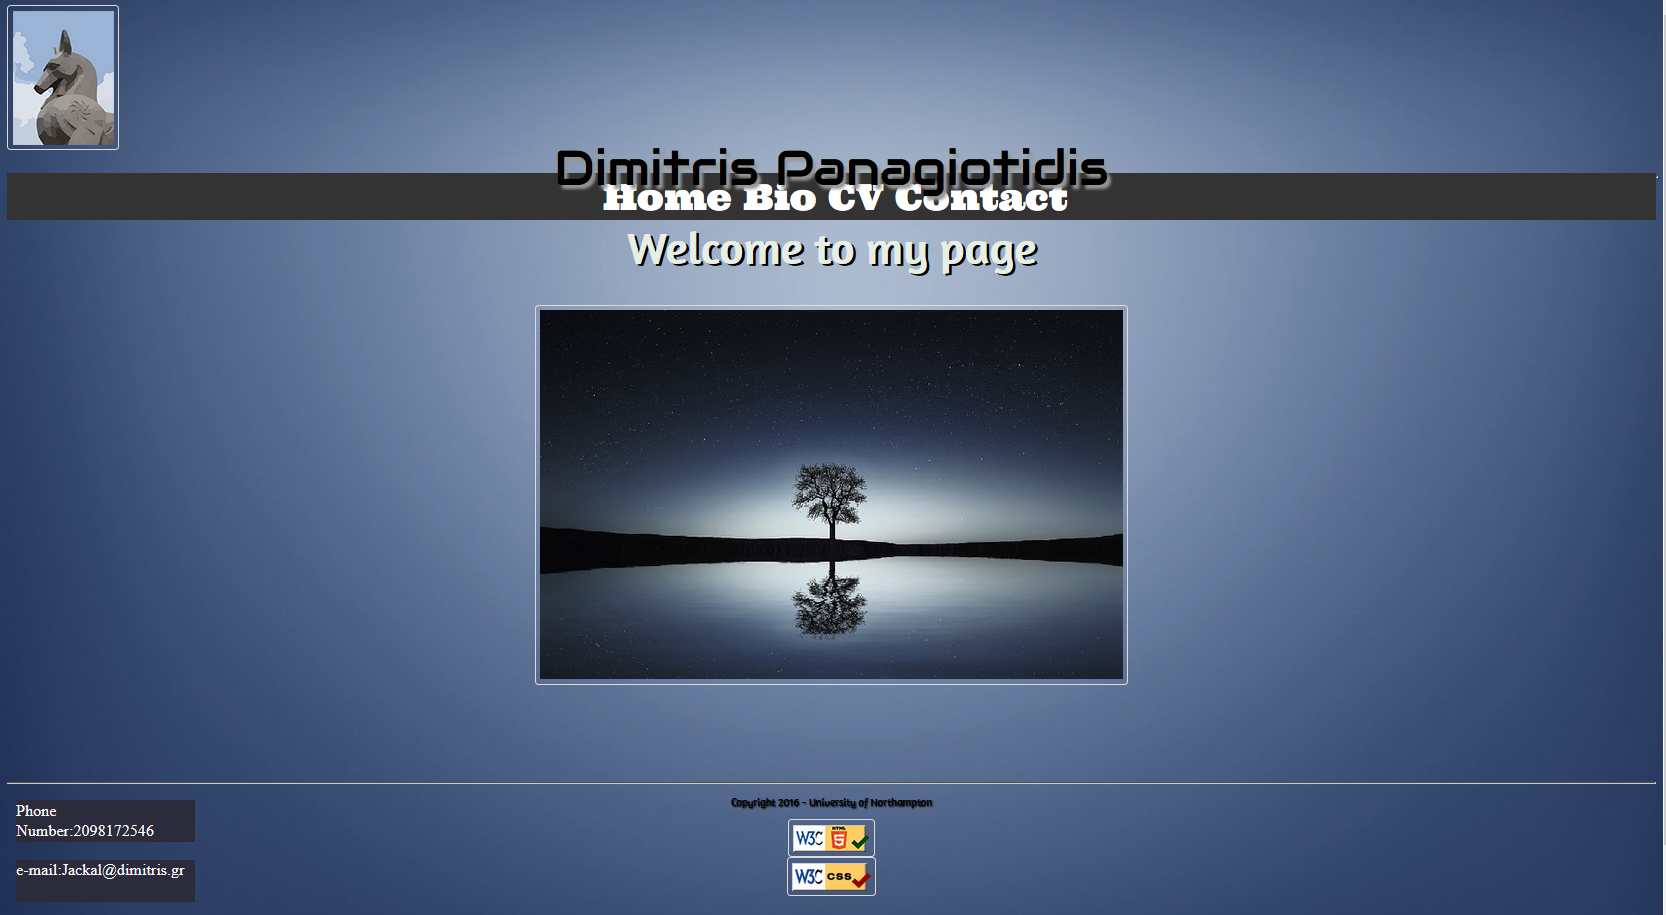 Dimitris Panagiotidis
Home Bio CV Contact
Welcome to my page
Copyright 2016 - University of Northampton
Phone
Number:2098172546
e-mail:Jackal@dimitris.gr
W3C HTML 5
W3C CSS